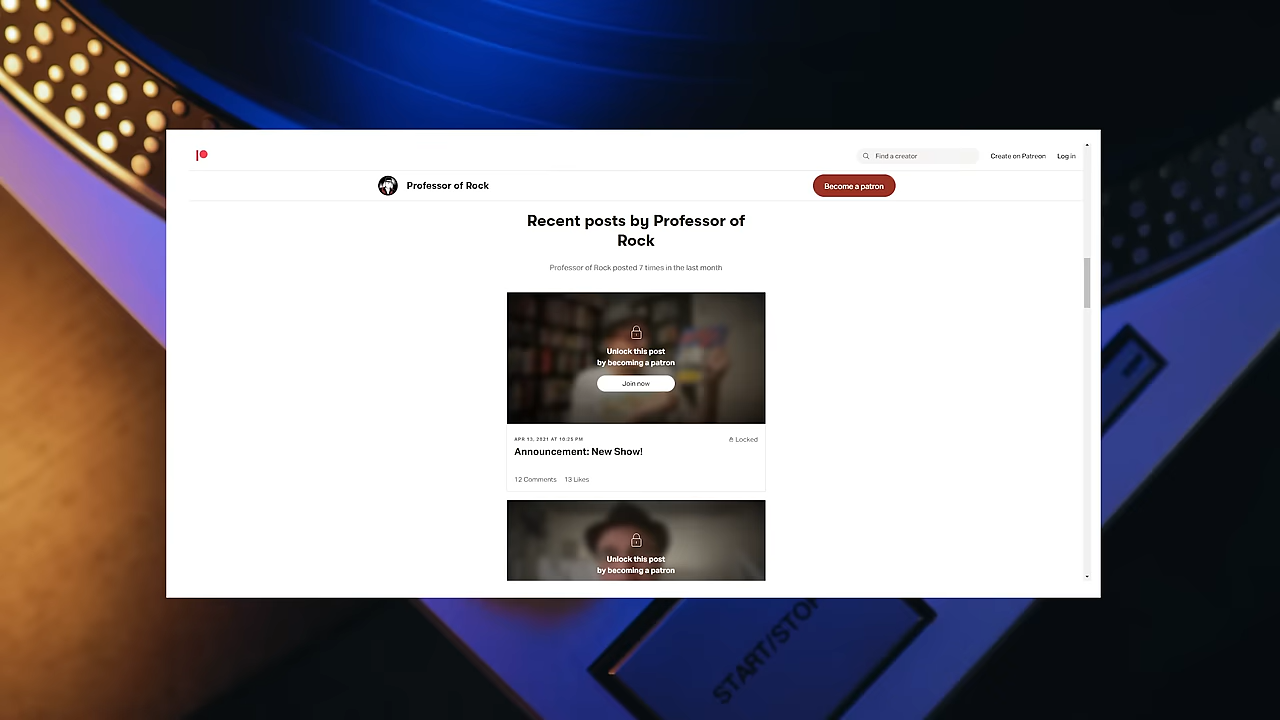 Find a creator
Create on Patreon
Log in
Professor of Rock
Become a patron
Recent posts by Professor of
Rock
Professor of Rock posted 7 times in the last month
Unlock this post
by becoming a patron
Join now
APR 13, 2021 AT 10:25 PM
Locked
Announcement: New Show!
12 Comments
13 Likes
Unlock this post
by becoming a patron
START/STOP